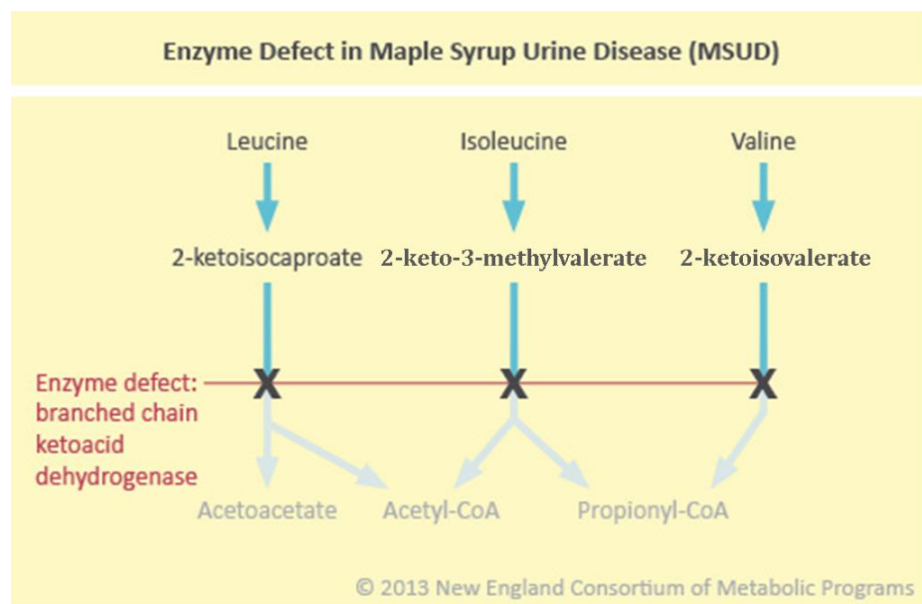 Enzyme Defect in Maple Syrup Urine Disease (MSUD)
Leucine
Isoleucine
Valine
2-ketoisocaproate
2-keto-3-methylvalerate
2-ketoisovalerate
X
X
X
Enzyme defect:
branched chain
ketoacid
dehydrogenase
Acetoacetate
Acetyl-CoA
Propionyl-CoA
© 2013 New England Consortium of Metabolic Programs